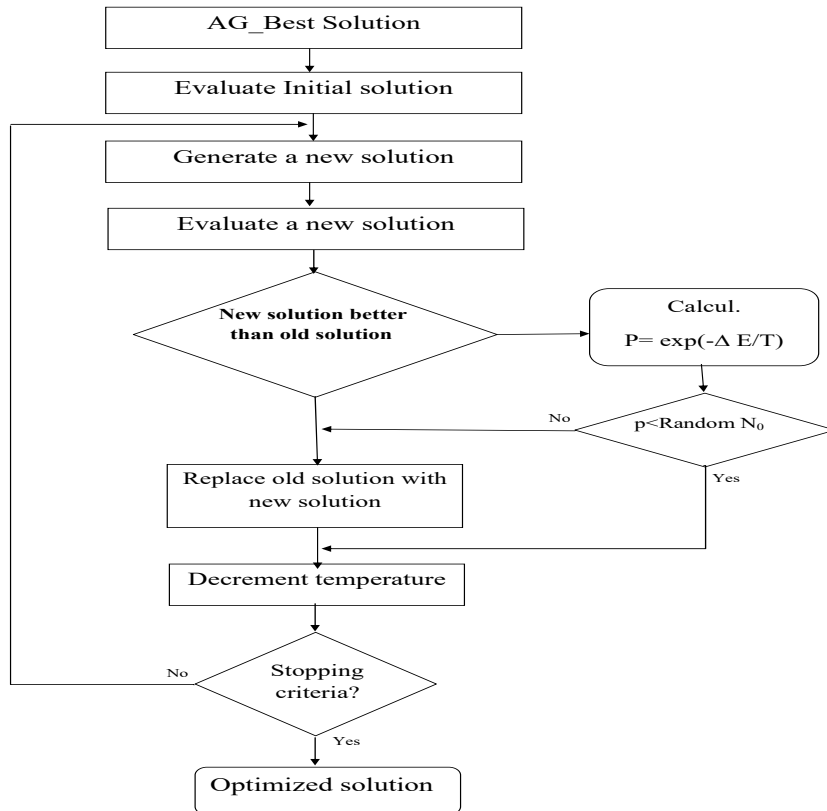 AG_Best Solution
Evaluate Initial solution
Generate a new solution
Evaluate a new solution
New solution better
than old solution
Calcul.
P= exp(-Δ E/T)
No
p<Random N₀
Yes
Replace old solution with
new solution
Decrement temperature
No
Stopping
criteria?
Yes
Optimized solution